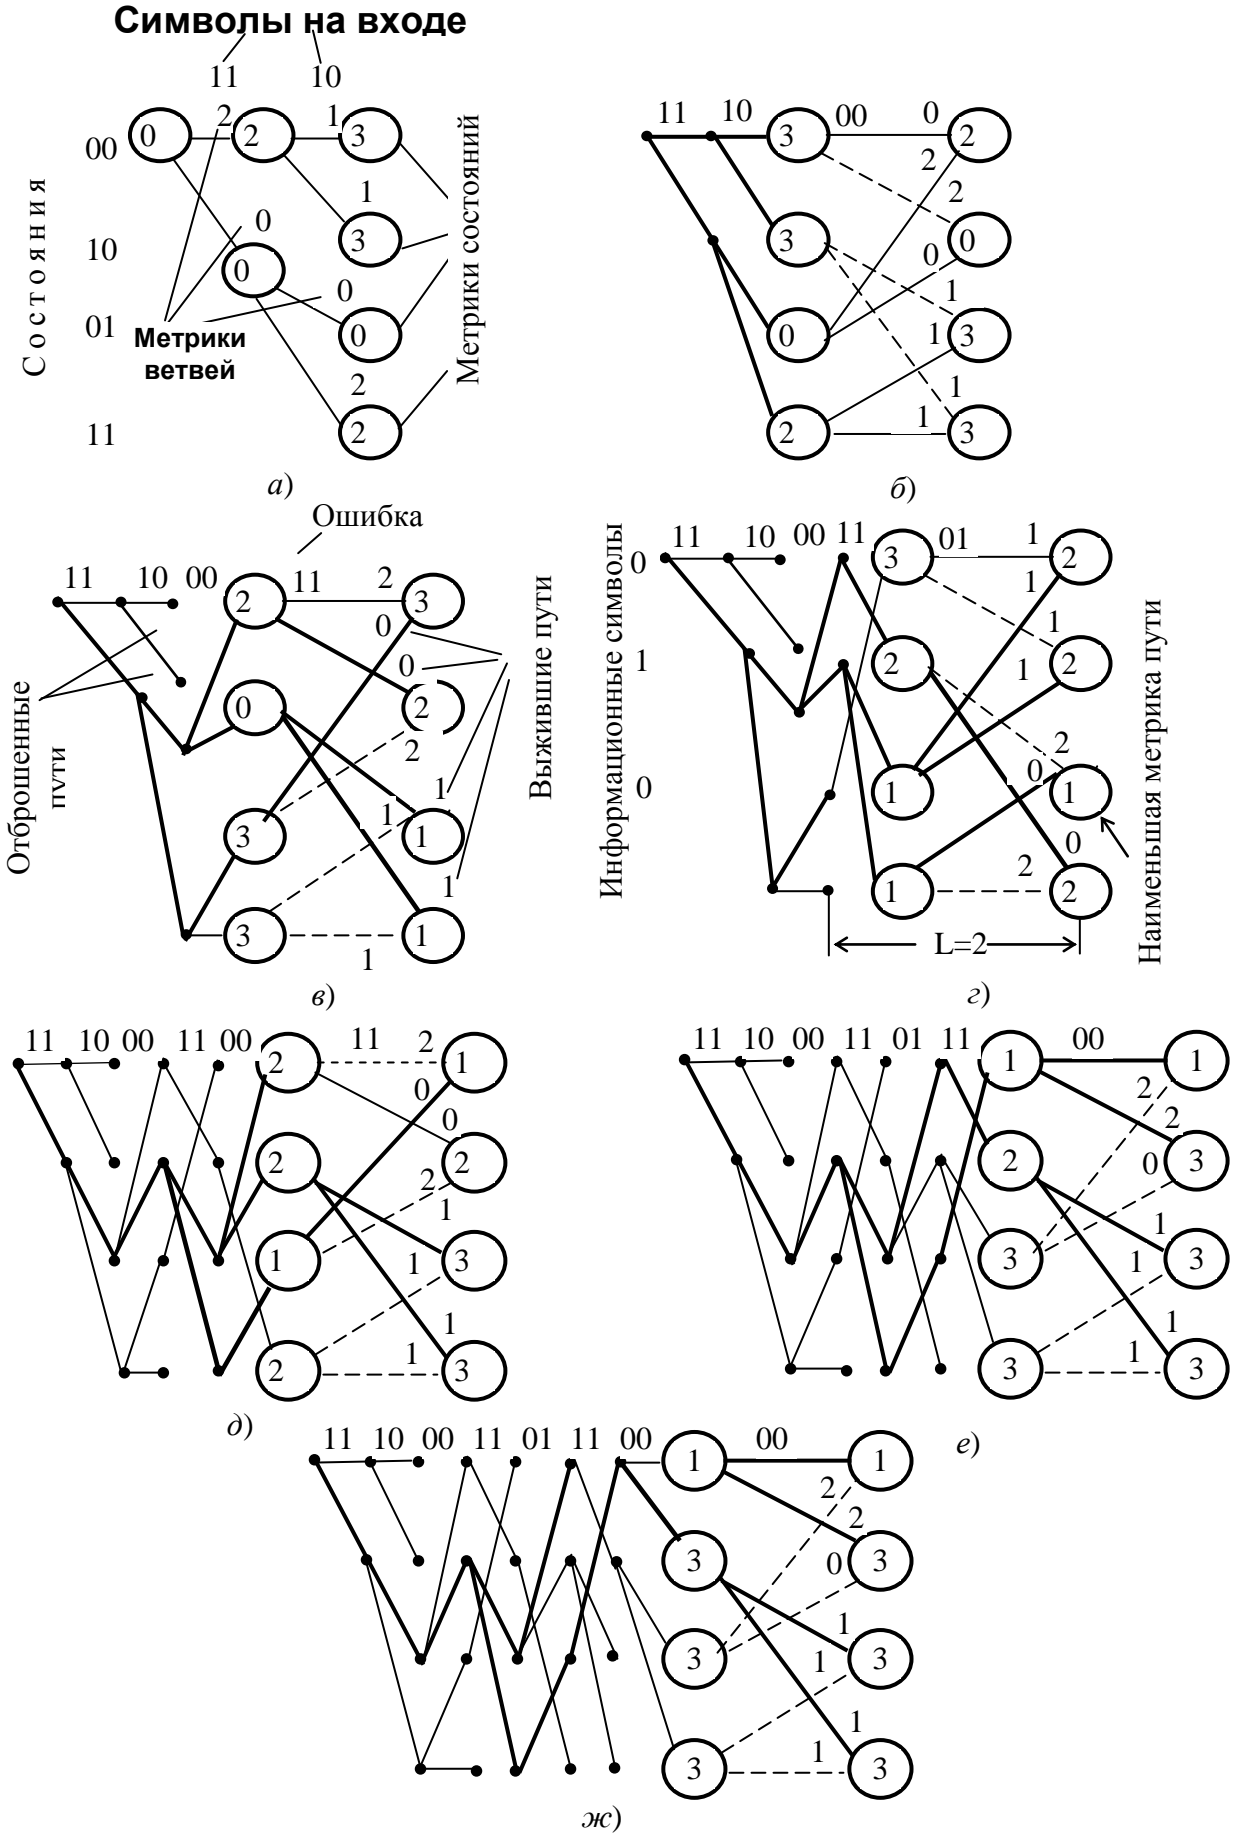 Символы на входе
11 10
00 0 2 2 1 3
1
10 0 3
0 0
01 Метрики 0
ветвей
2
11 2
Состояния
Метрики состояний
а)
11 10 3 00 0 2
2
2
3 0 0
1
0 1 3
1
2 1 3
б)
Ошибка
11 10 00 2 11 2 3
0
0
0 2
2
1
3 1 1
1
3 1
1
Отброшенные
пути
Выжившие пути
в)
Информационные символы
0 11 10 00 11 3 01 1 2
1
1
1 2 1 2
2
0 1 0 1
0
1 2 2
L=2
Наименьшая метрика пути
г)
11 10 00 11 00 2 11 2 1
0
0
2 2 2
1
1 1 3
1
2 1 3
д)
11 10 00 11 01 11 1 00 1
2
2
2 0 3
1
3 1 3
1
3 1 3
е)
11 10 00 11 01 11 00 1 00 1
2
2
3 0 3
1
3 1 3
1
3 1 3
ж)